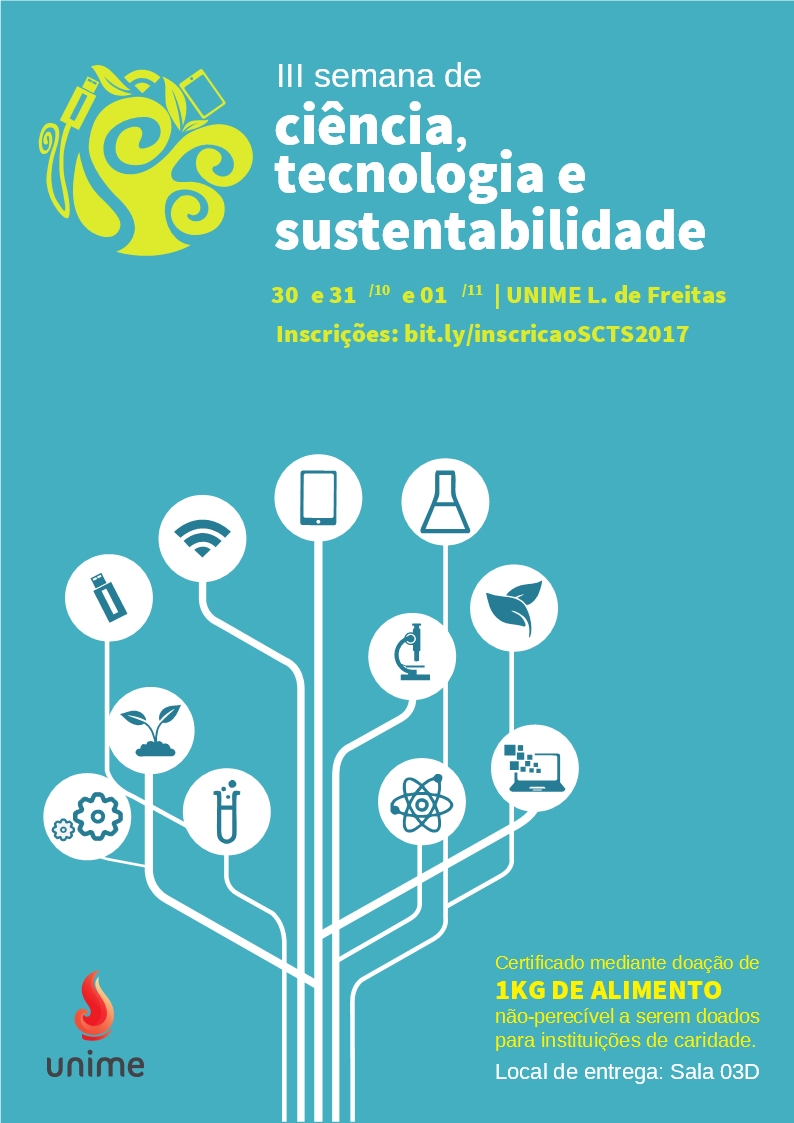 III semana de
ciência,
tecnologia e
sustentabilidade
30 e 31 /10 e 01 /11 | UNIME L. de Freitas
Inscrições: bit.ly/inscricaoSCTS2017
Certificado mediante doação de
1KG DE ALIMENTO
não-perecível a serem doados
para instituições de caridade.
Local de entrega: Sala 03D
unime